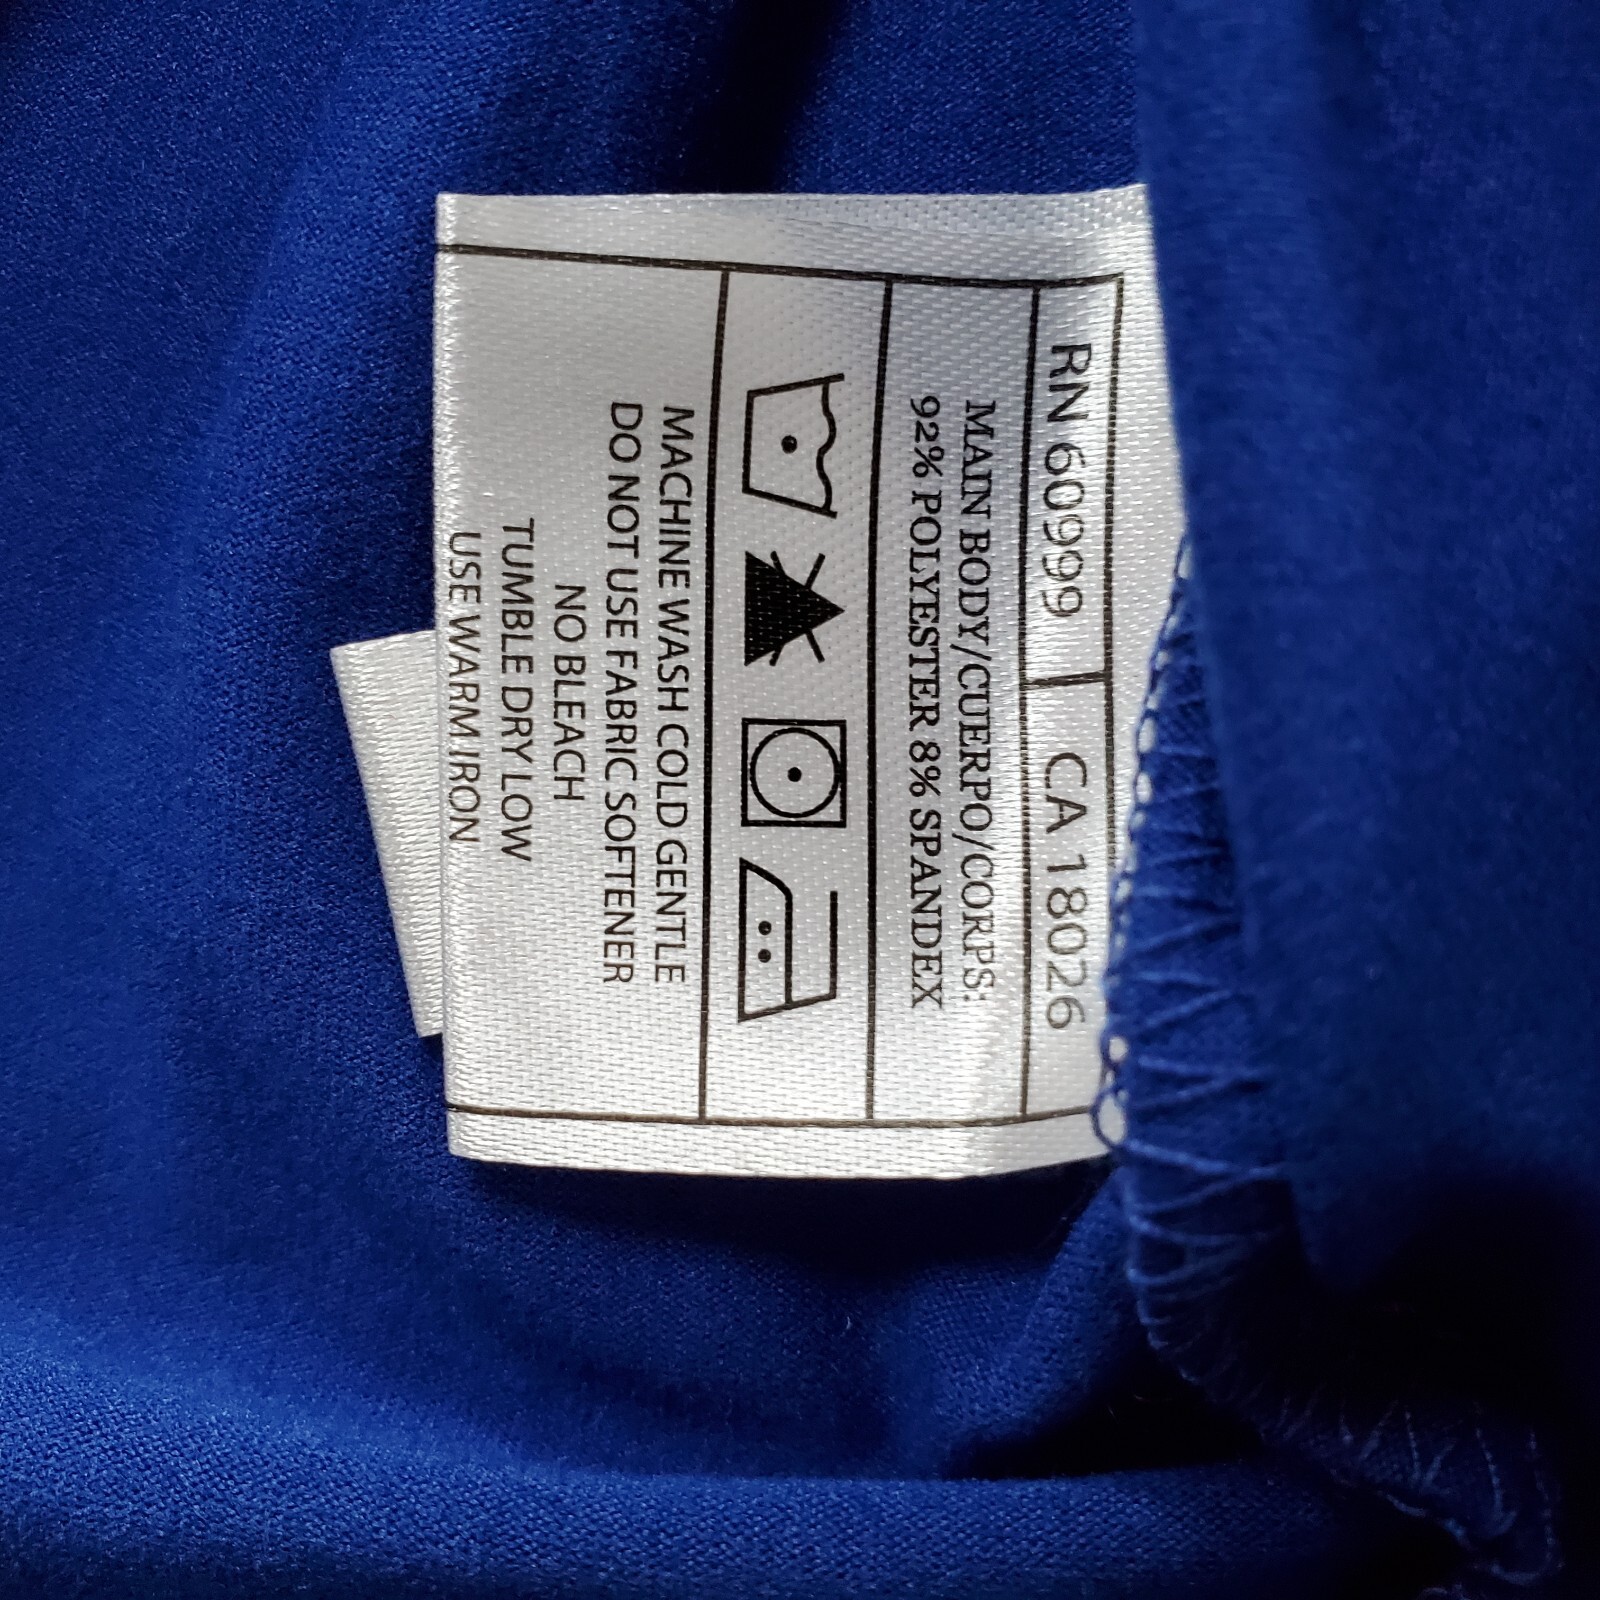 RN 60999 CA 18026
MAIN BODY/CUERPO/CORPS:
92% POLYESTER 8% SPANDEX
MACHINE WASH COLD GENTLE
DO NOT USE FABRIC SOFTENER
NO BLEACH
TUMBLE DRY LOW
USE WARM IRON